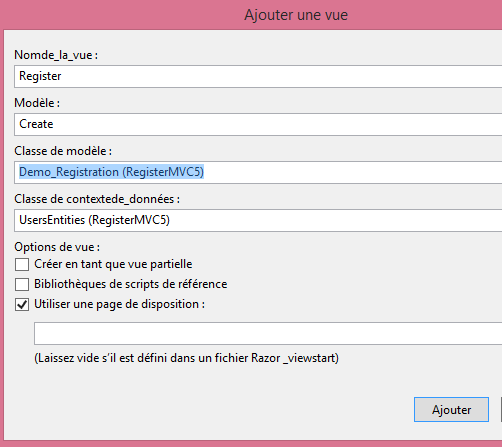 Ajouter une vue
Nomde_la_vue :
Register
Modèle :
Create
Classe de modèle :
Demo_Registration (RegisterMVC5)
Classe de contextede_données :
UsersEntities (RegisterMVC5)
Options de vue :
Créer en tant que vue partielle
Bibliothèques de scripts de référence
Utiliser une page de disposition :
(Laissez vide s'il est défini dans un fichier Razor _viewstart)
Ajouter